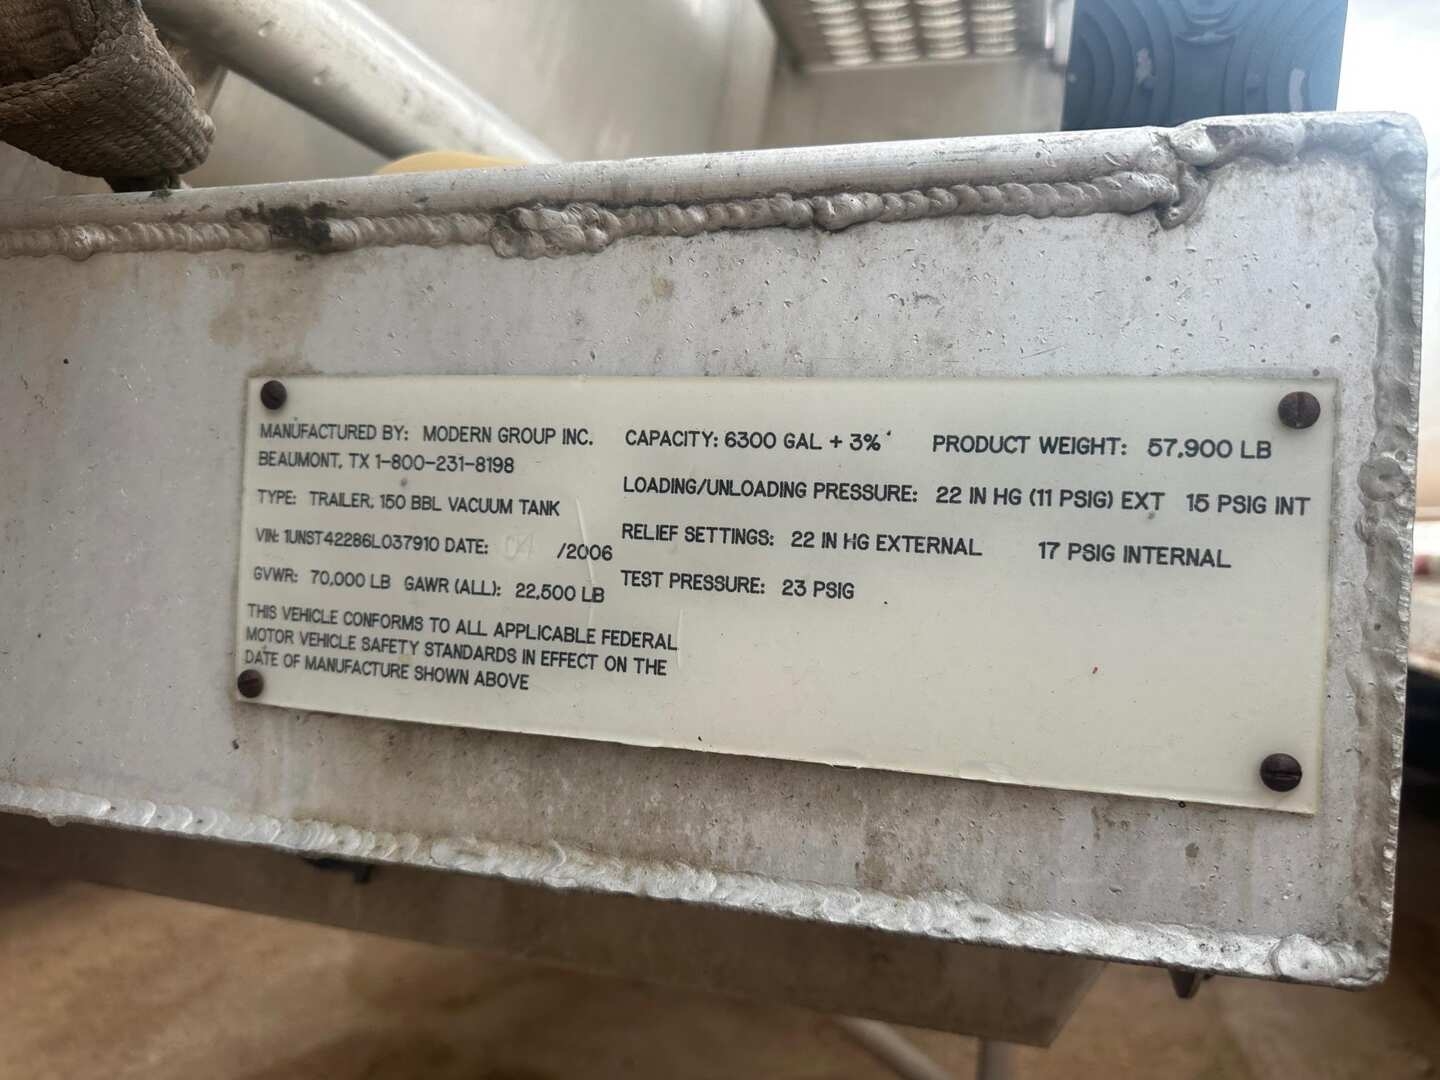 MANUFACTURED BY: MODERN GROUP INC.
BEAUMONT, TX 1-800-231-8198
TYPE: TRAILER, 150 BBL VACUUM TANK
VIN: 1UNST42286L037910 DATE: 04 /2006
GVWR: 70,000 LB GAWR (ALL): 22,500 LB
THIS VEHICLE CONFORMS TO ALL APPLICABLE FEDERAL
MOTOR VEHICLE SAFETY STANDARDS IN EFFECT ON THE
DATE OF MANUFACTURE SHOWN ABOVE
CAPACITY: 6300 GAL + 3% PRODUCT WEIGHT: 57,900 LB
LOADING/UNLOADING PRESSURE: 22 IN HG (11 PSIG) EXT 15 PSIG INT
RELIEF SETTINGS: 22 IN HG EXTERNAL 17 PSIG INTERNAL
TEST PRESSURE: 23 PSIG